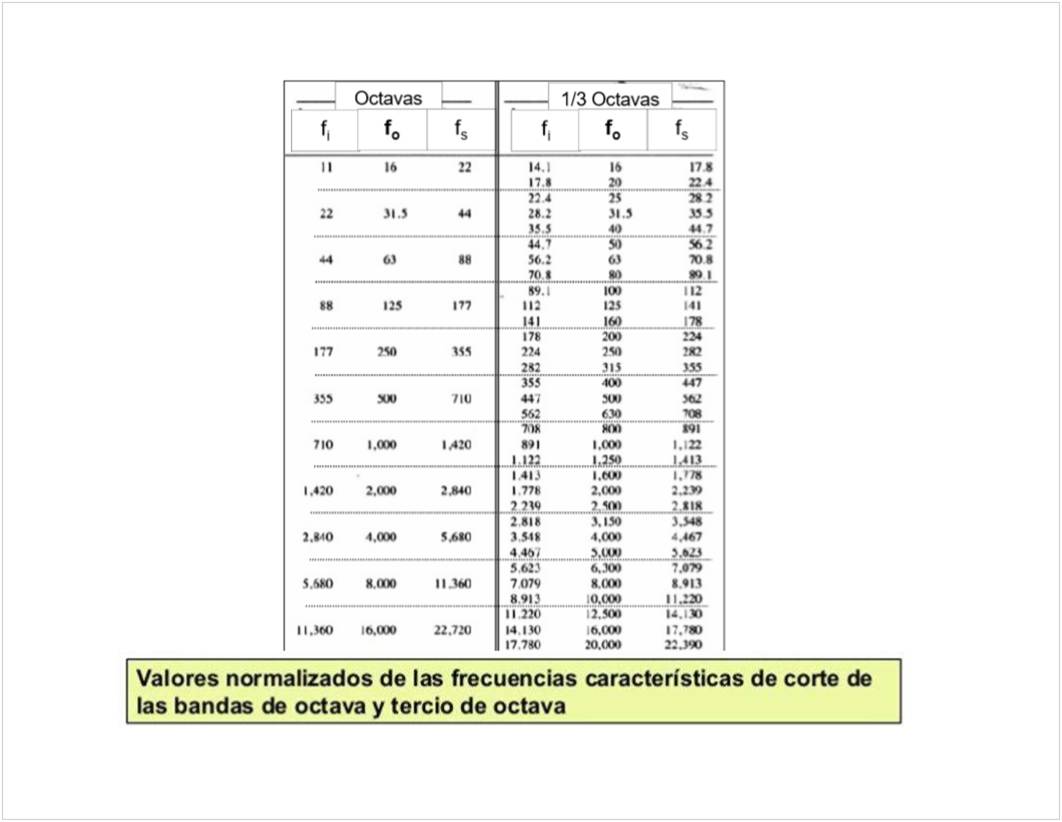 Octavas 1/3 Octavas
fi fo fs fi fo fs
11 16 22 14.1 16 17.8
17.8 20 22.4
22.4 25 28.2
22 31.5 44 28.2 31.5 35.5
35.5 40 44.7
44.7 50 56.2
44 63 88 56.2 63 70.8
70.8 80 89.1
89.1 100 112
88 125 177 112 125 141
141 160 178
178 200 224
177 250 355 224 250 282
282 315 355
355 400 447
355 500 710 447 500 562
562 630 708
708 800 891
710 1,000 1,420 891 1,000 1,122
1.122 1,250 1,413
1.413 1,600 1,778
1,420 2,000 2,840 1.778 2,000 2,239
2.239 2.500 2,818
2.818 3,150 3,548
2,840 4,000 5,680 3.548 4,000 4,467
4.467 5,000 5,623
5.623 6,300 7,079
5,680 8,000 11,360 7.079 8,000 8,913
8.913 10,000 11,220
11.220 12,500 14,130
11,360 16,000 22,720 14,130 16,000 17,780
17.780 20,000 22,390
Valores normalizados de las frecuencias características de corte de
las bandas de octava y tercio de octava